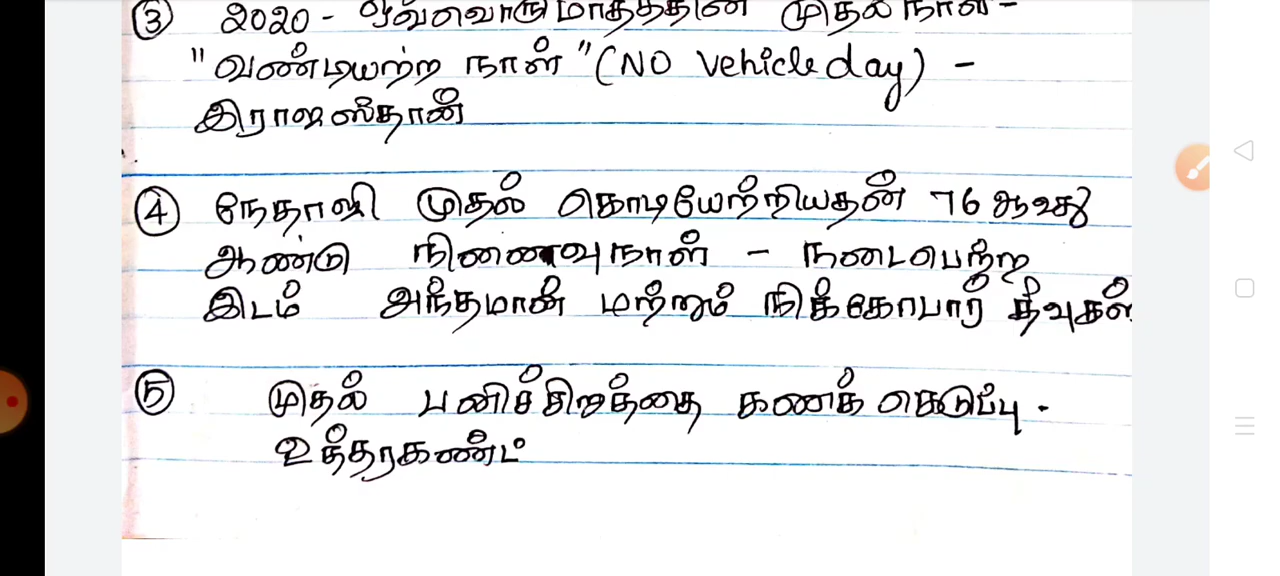 ③ 2020 - ஒவ்வொரு மாதத்தின் முதல் நாள் -
"வண்டியற்ற நாள்" (NO Vehicle day) -
இராஜஸ்தான்
④ நேதாஜி முதல் கொடியேற்றியதன் 76 ஆவது
ஆண்டு நினைவு நாள் - நடைபெற்ற
இடம் அந்தமான் மற்றும் நிக்கோபார் தீவுகள்
⑤ முதல் பனிச்சிறுத்தை கணக்கெடுப்பு .
உத்தரகண்ட்